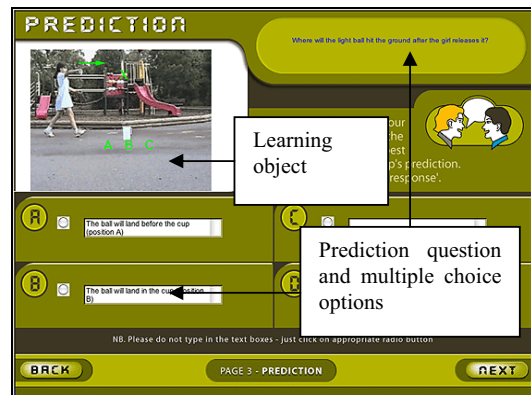 PREDICTION
Where will the light ball hit the ground after the girl releases it?
A B C
Learning
object
our
the
best
p's prediction.
response'.
A
The ball will land before the cup
(position A)
C
B
The ball will land in the cup (position
B)
D
Prediction question
and multiple choice
options
NB. Please do not type in the text boxes - just click on appropriate radio button
BACK
PAGE 3 - PREDICTION
NEXT